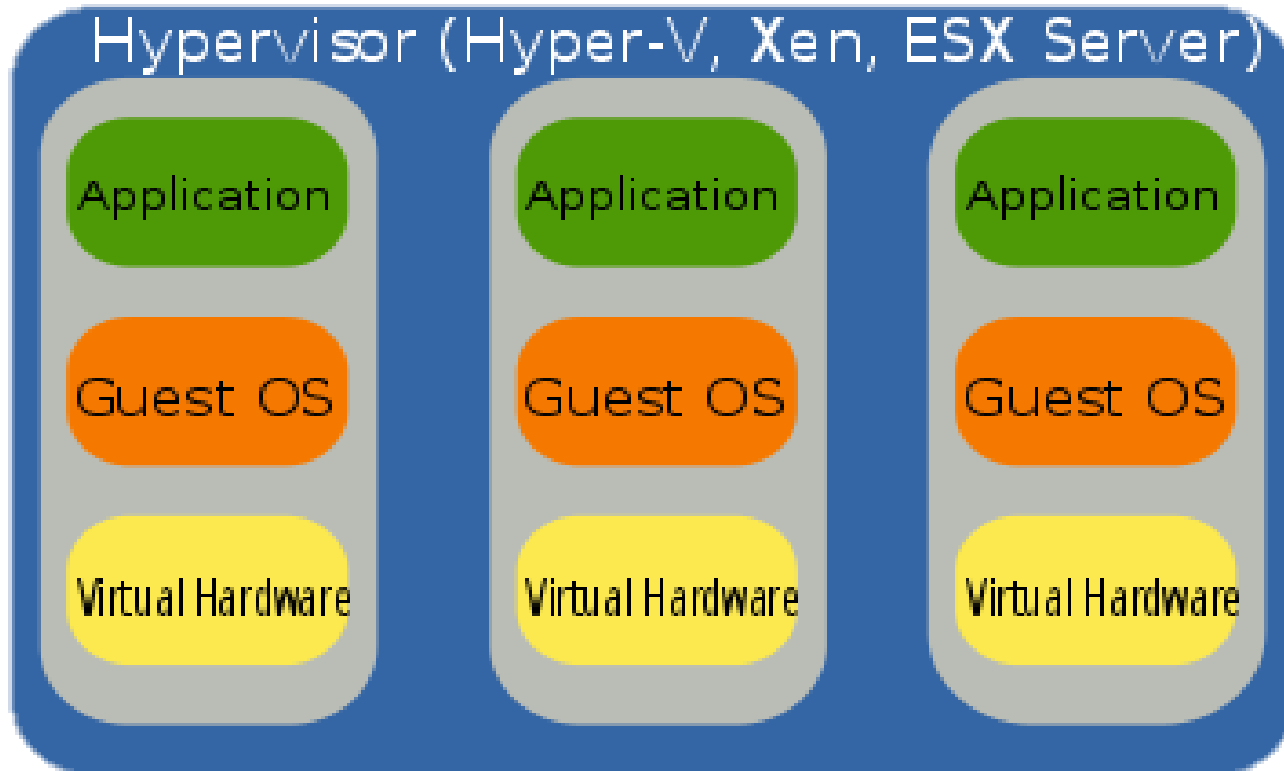 Hypervisor (Hyper-V, Xen, ESX Server)
Application
Guest OS
Virtual Hardware
Application
Guest OS
Virtual Hardware
Application
Guest OS
Virtual Hardware